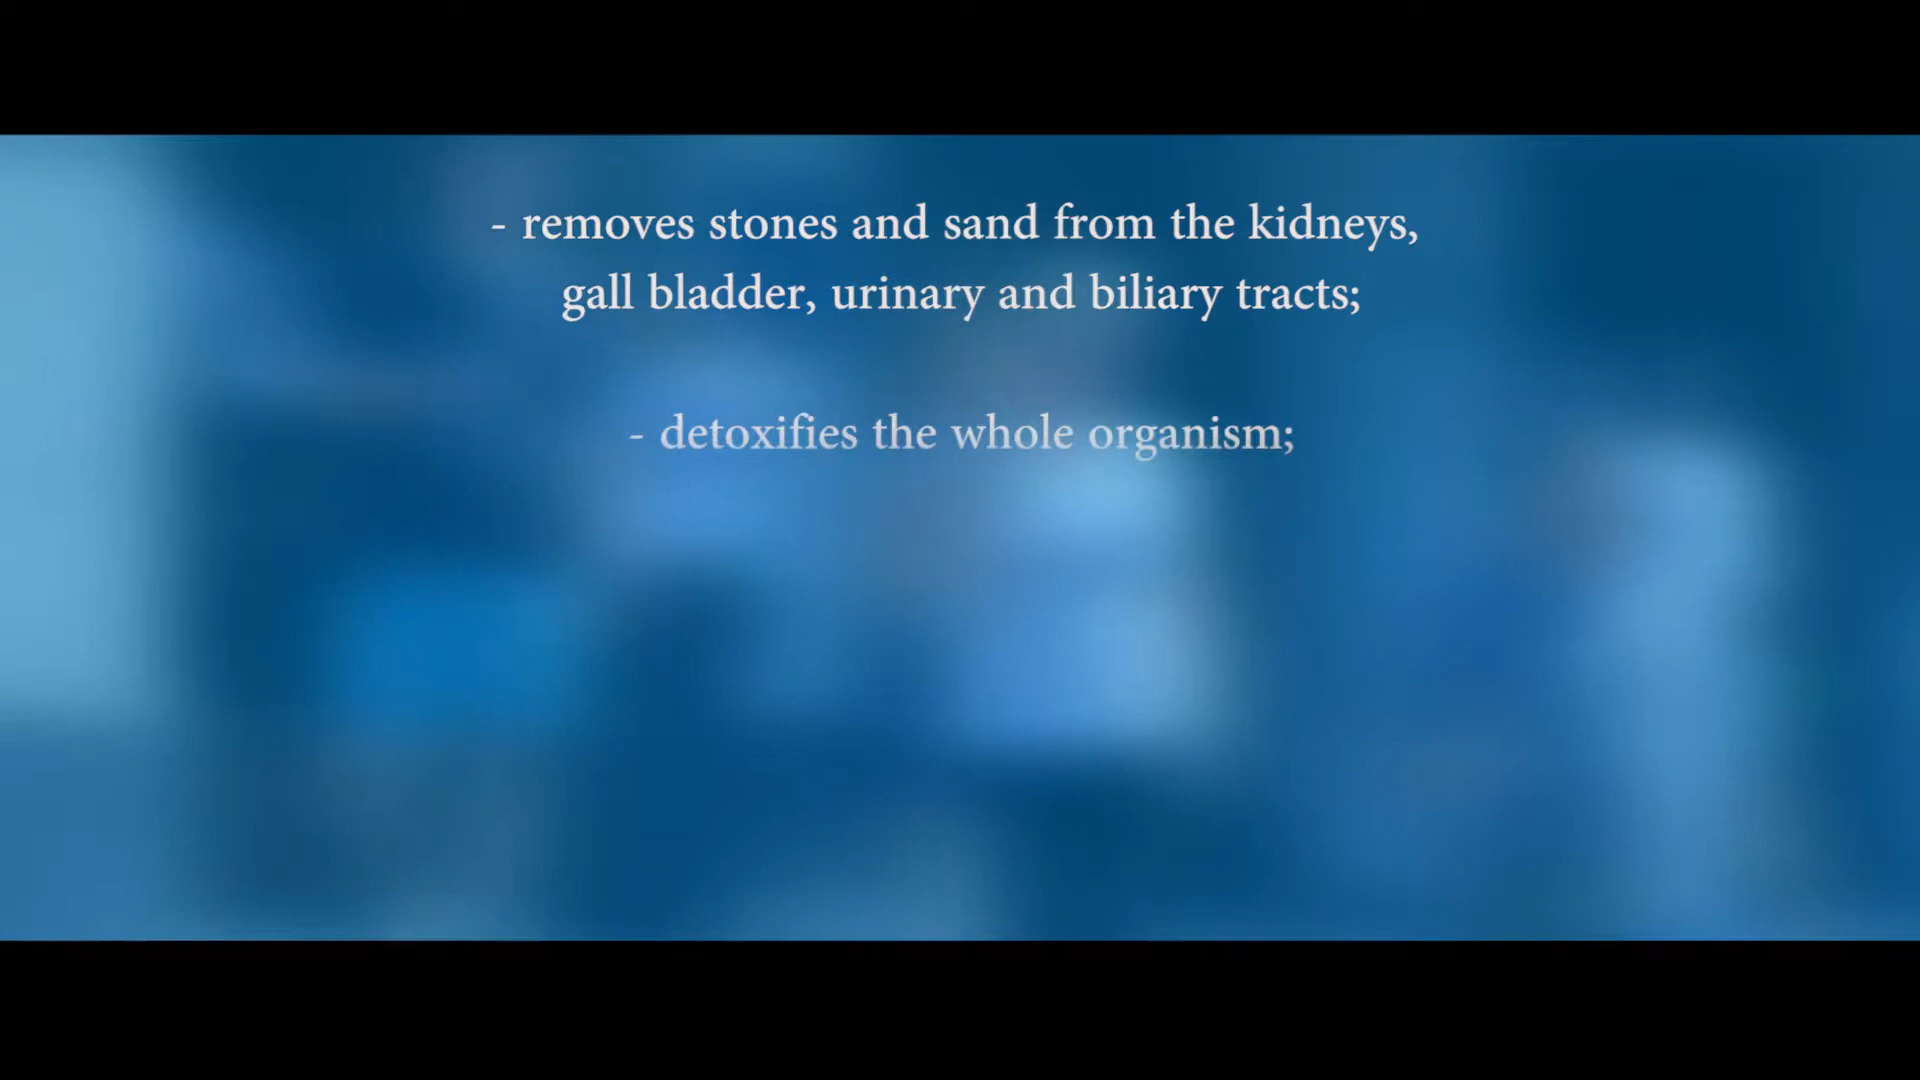 - removes stones and sand from the kidneys,
gall bladder, urinary and biliary tracts;
- detoxifies the whole organism;